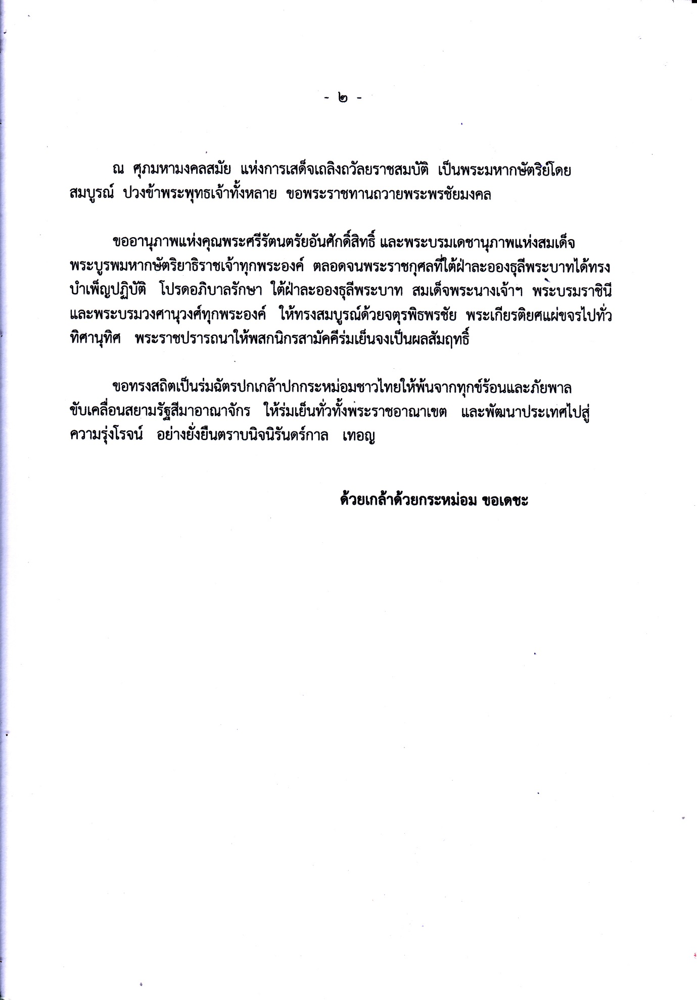 - ๒ -
ณ ศุภมหามงคลสมัย แห่งการเสด็จเถลิงถวัลยราชสมบัติ เป็นพระมหากษัตริย์โดย
สมบูรณ์ ปวงข้าพระพุทธเจ้าทั้งหลาย ขอพระราชทานถวายพระพรชัยมงคล
ขออานุภาพแห่งคุณพระศรีรัตนตรัยอันศักดิ์สิทธิ์ และพระบรมเดชานุภาพแห่งสมเด็จ
พระบูรพมหากษัตริยาธิราชเจ้าทุกพระองค์ ตลอดจนพระราชกุศลที่ใต้ฝ่าละอองธุลีพระบาทได้ทรง
บำเพ็ญปฏิบัติ โปรดอภิบาลรักษา ใต้ฝ่าละอองธุลีพระบาท สมเด็จพระนางเจ้าฯ พระบรมราชินี
และพระบรมวงศานุวงศ์ทุกพระองค์ ให้ทรงสมบูรณ์ด้วยจตุรพิธพรชัย พระเกียรติยศแผ่ขจรไปทั่ว
ทิศานุทิศ พระราชปรารถนาให้พสกนิกรสามัคคีร่มเย็นจงเป็นผลสัมฤทธิ์
ขอทรงสถิตเป็นร่มฉัตรปกเกล้าปกกระหม่อมชาวไทยให้พ้นจากทุกข์ร้อนและภัยพาล
ขับเคลื่อนสยามรัฐสีมาอาณาจักร ให้ร่มเย็นทั่วทั้งพระราชอาณาเขต และพัฒนาประเทศไปสู่
ความรุ่งโรจน์ อย่างยั่งยืนตราบนิจนิรันดร์กาล เทอญ
ด้วยเกล้าด้วยกระหม่อม ขอเดชะ